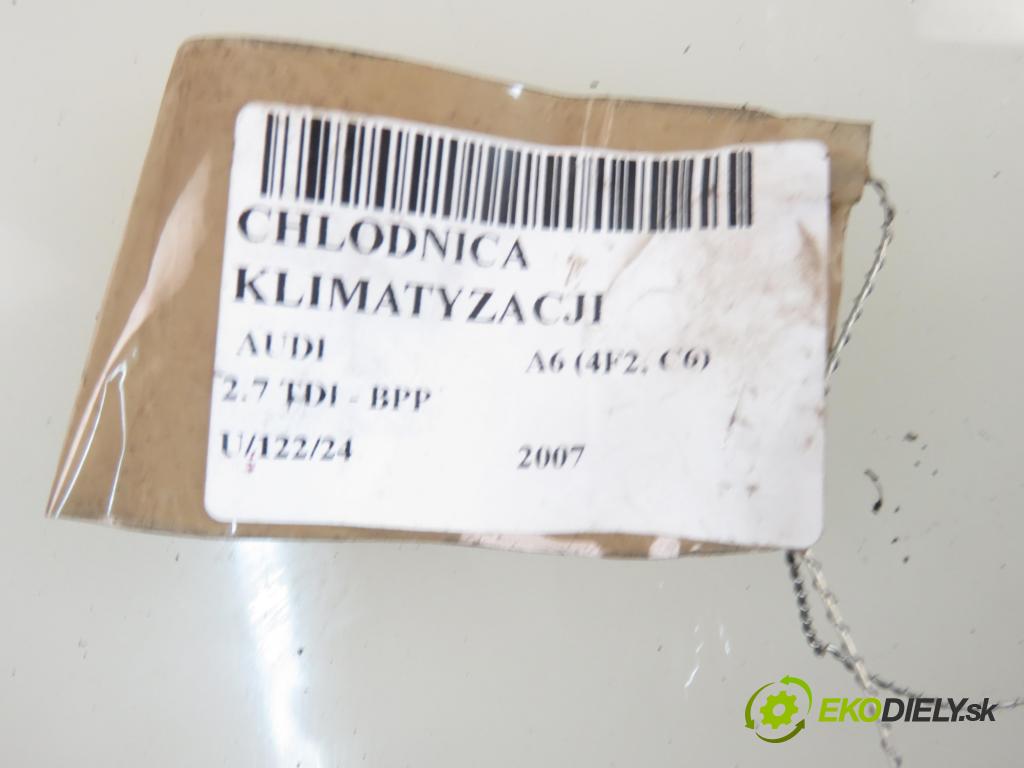 CHLODNICA
KLIMATYZACJI
AUDI A6 (4F2, C6)
2.7 TDI - BPP
U/122/24 2007
EKODIELY.sk